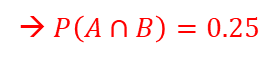 → P(A ∩ B) = 0.25